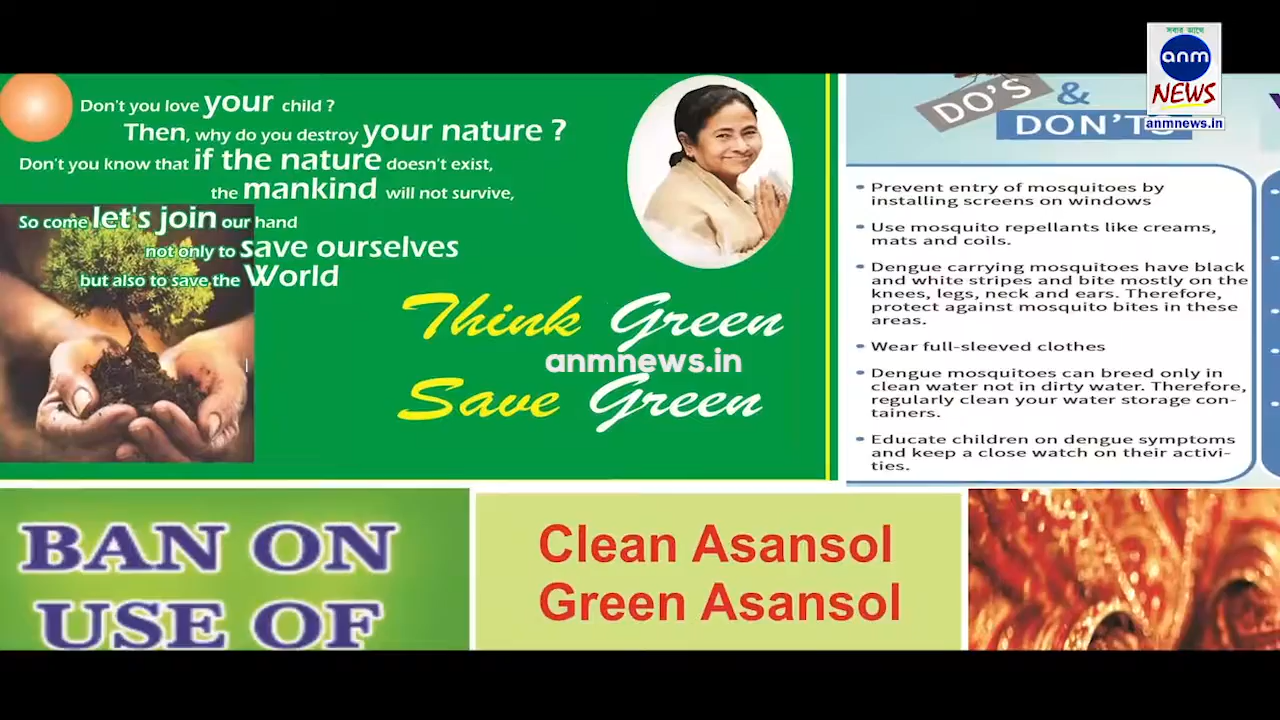 Don't you love your child ?
Then, why do you destroy your nature ?
Don't you know that if the nature doesn't exist,
the mankind will not survive,
So come let's join our hand
not only to save ourselves
but also to save the World
Think Green
anmnews.in
Save Green
সবার আগে
anm
NEWS
anmnews.in
DO'S &
DON'TS
• Prevent entry of mosquitoes by
installing screens on windows
• Use mosquito repellants like creams,
mats and coils.
• Dengue carrying mosquitoes have black
and white stripes and bite mostly on the
knees, legs, neck and ears. Therefore,
protect against mosquito bites in these
areas.
• Wear full-sleeved clothes
• Dengue mosquitoes can breed only in
clean water not in dirty water. Therefore,
regularly clean your water storage con-
tainers.
• Educate children on dengue symptoms
and keep a close watch on their activi-
ties.
BAN ON
USE OF
Clean Asansol
Green Asansol